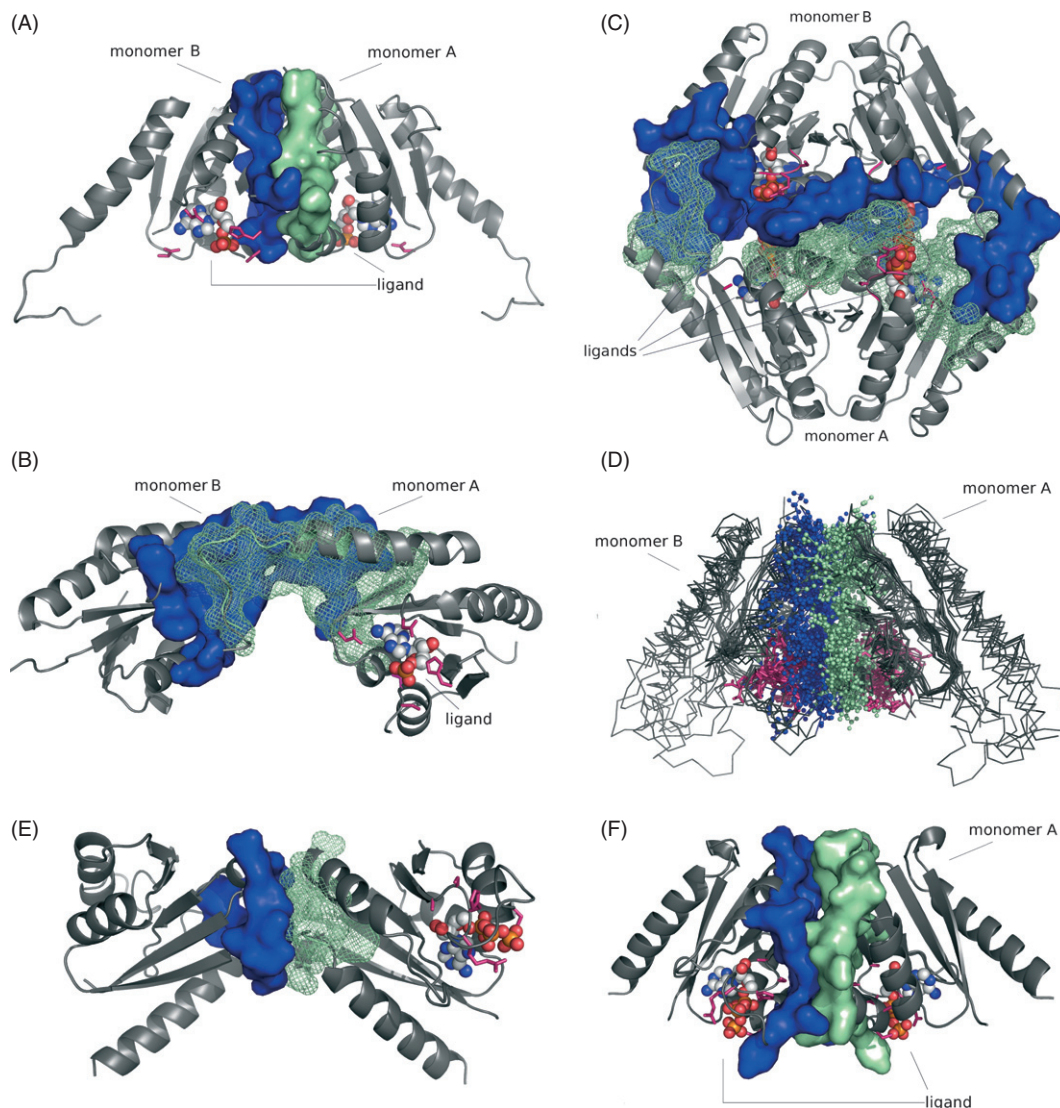 (A)
monomer B
monomer A
ligand
(C)
monomer B
ligands
monomer A
(B)
monomer B
monomer A
ligand
(D)
monomer A
monomer B
(E)
(F)
monomer A
ligand